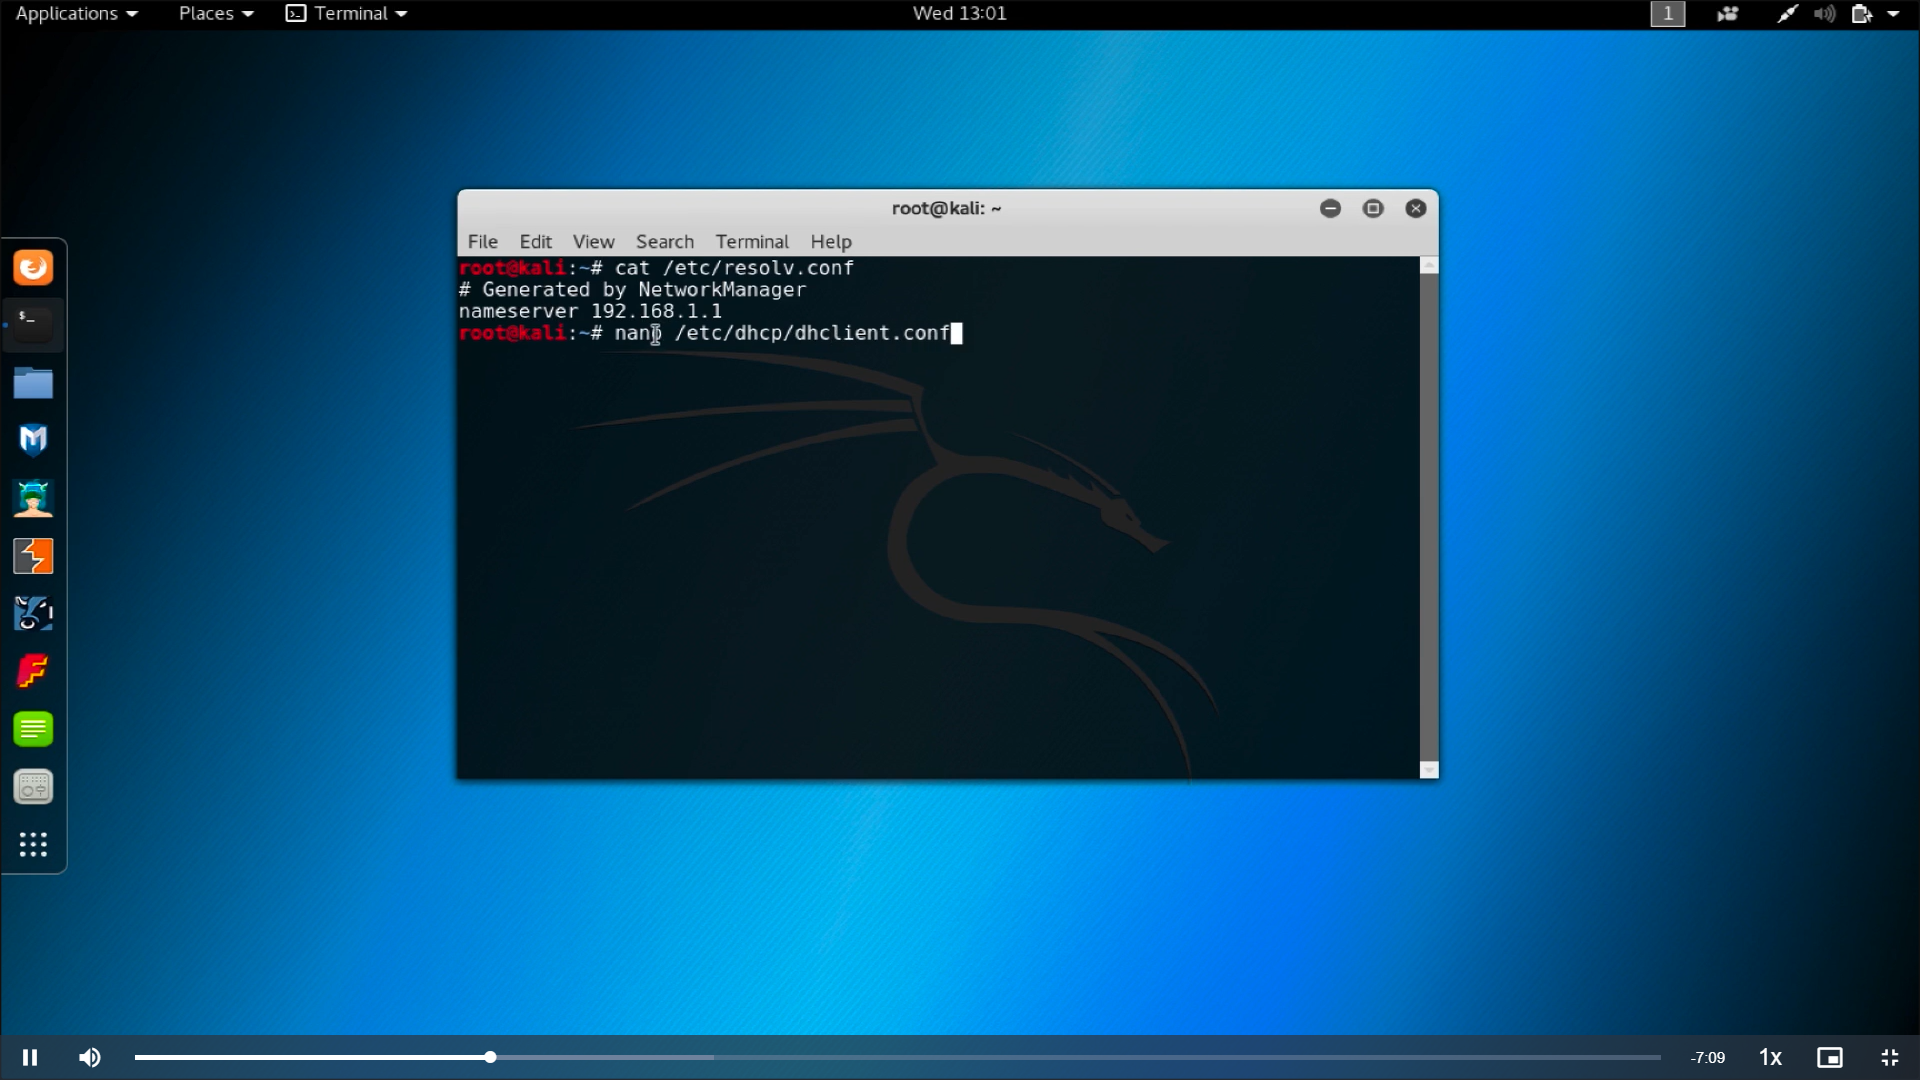 Applications Places Terminal Wed 13:01 1
root@kali: ~
File Edit View Search Terminal Help
root@kali:~# cat /etc/resolv.conf
# Generated by NetworkManager
nameserver 192.168.1.1
root@kali:~# nano /etc/dhcp/dhclient.conf
-7:09 1x